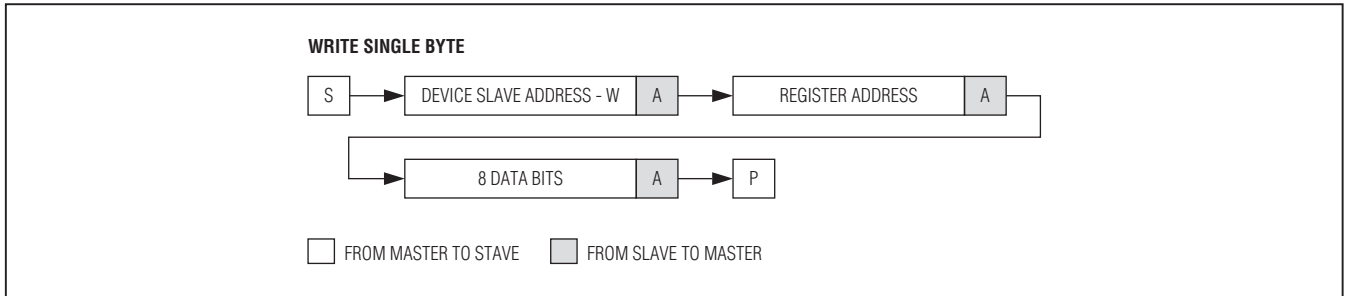 WRITE SINGLE BYTE
S DEVICE SLAVE ADDRESS - W A REGISTER ADDRESS A
8 DATA BITS A P
FROM MASTER TO STAVE FROM SLAVE TO MASTER